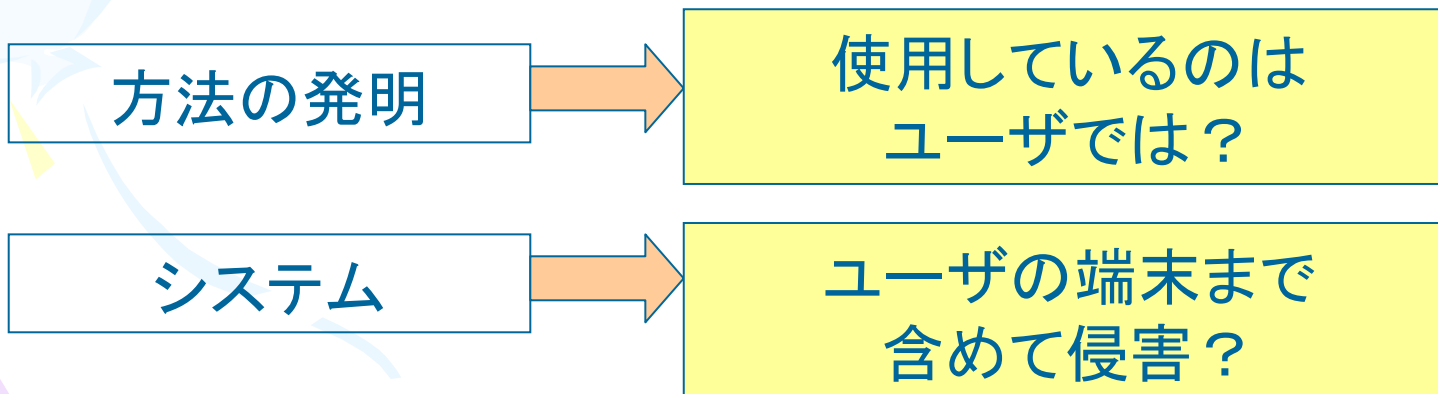 方法の発明
使用しているのは
ユーザでは？
システム
ユーザの端末まで
含めて侵害？